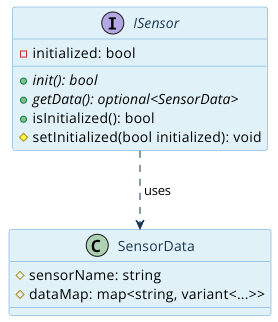 I ISensor
initialized: bool
init(): bool
getData(): optional<SensorData>
isInitialized(): bool
setInitialized(bool initialized): void
uses
C SensorData
sensorName: string
dataMap: map<string, variant<...>>